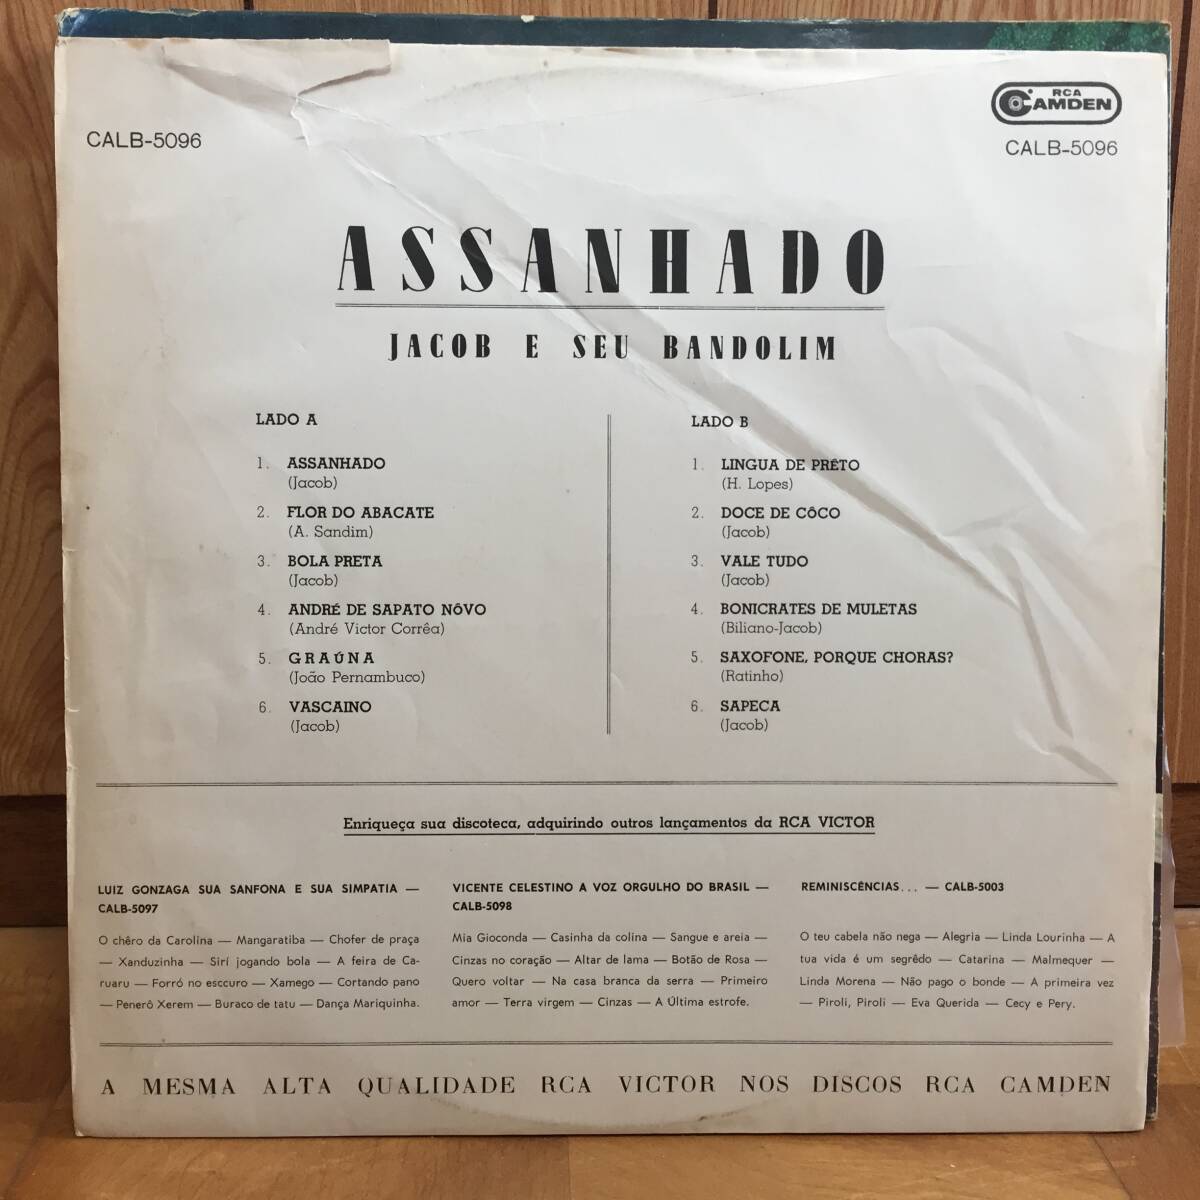 CALB-5096
RCA
CAMDEN
CALB-5096
ASSANHADO
JACOB E SEU BANDOLIM
LADO A
1. ASSANHADO
(Jacob)
2. FLOR DO ABACATE
(A. Sandim)
3. BOLA PRETA
(Jacob)
4. ANDRÉ DE SAPATO NÔVO
(André Victor Corrêa)
5. GRAÚNA
(João Pernambuco)
6. VASCAINO
(Jacob)
LADO B
1. LINGUA DE PRÊTO
(H. Lopes)
2. DOCE DE CÔCO
(Jacob)
3. VALE TUDO
(Jacob)
4. BONICRATES DE MULETAS
(Biliano-Jacob)
5. SAXOFONE, PORQUE CHORAS?
(Ratinho)
6. SAPECA
(Jacob)
Enriqueça sua discoteca, adquirindo outros lançamentos da RCA VICTOR
LUIZ GONZAGA SUA SANFONA E SUA SIMPATIA —
CALB-5097
O chêro da Carolina — Mangaratiba — Chofer de praça
— Xanduzinha — Sirí jogando bola — A feira de Ca-
ruaru — Forró no esccuro — Xamego — Cortando pano
— Penerô Xerem — Buraco de tatu — Dança Mariquinha.
VICENTE CELESTINO A VOZ ORGULHO DO BRASIL —
CALB-5098
Mia Gioconda — Casinha da colina — Sangue e areia —
Cinzas no coração — Altar de lama — Botão de Rosa —
Quero voltar — Na casa branca da serra — Primeiro
amor — Terra virgem — Cinzas — A Última estrofe.
REMINISCÊNCIAS... — CALB-5003
O teu cabela não nega — Alegria — Linda Lourinha — A
tua vida é um segrêdo — Catarina — Malmequer —
Linda Morena — Não pago o bonde — A primeira vez
— Piroli, Piroli — Eva Querida — Cecy e Pery.
A MESMA ALTA QUALIDADE RCA VICTOR NOS DISCOS RCA CAMDEN